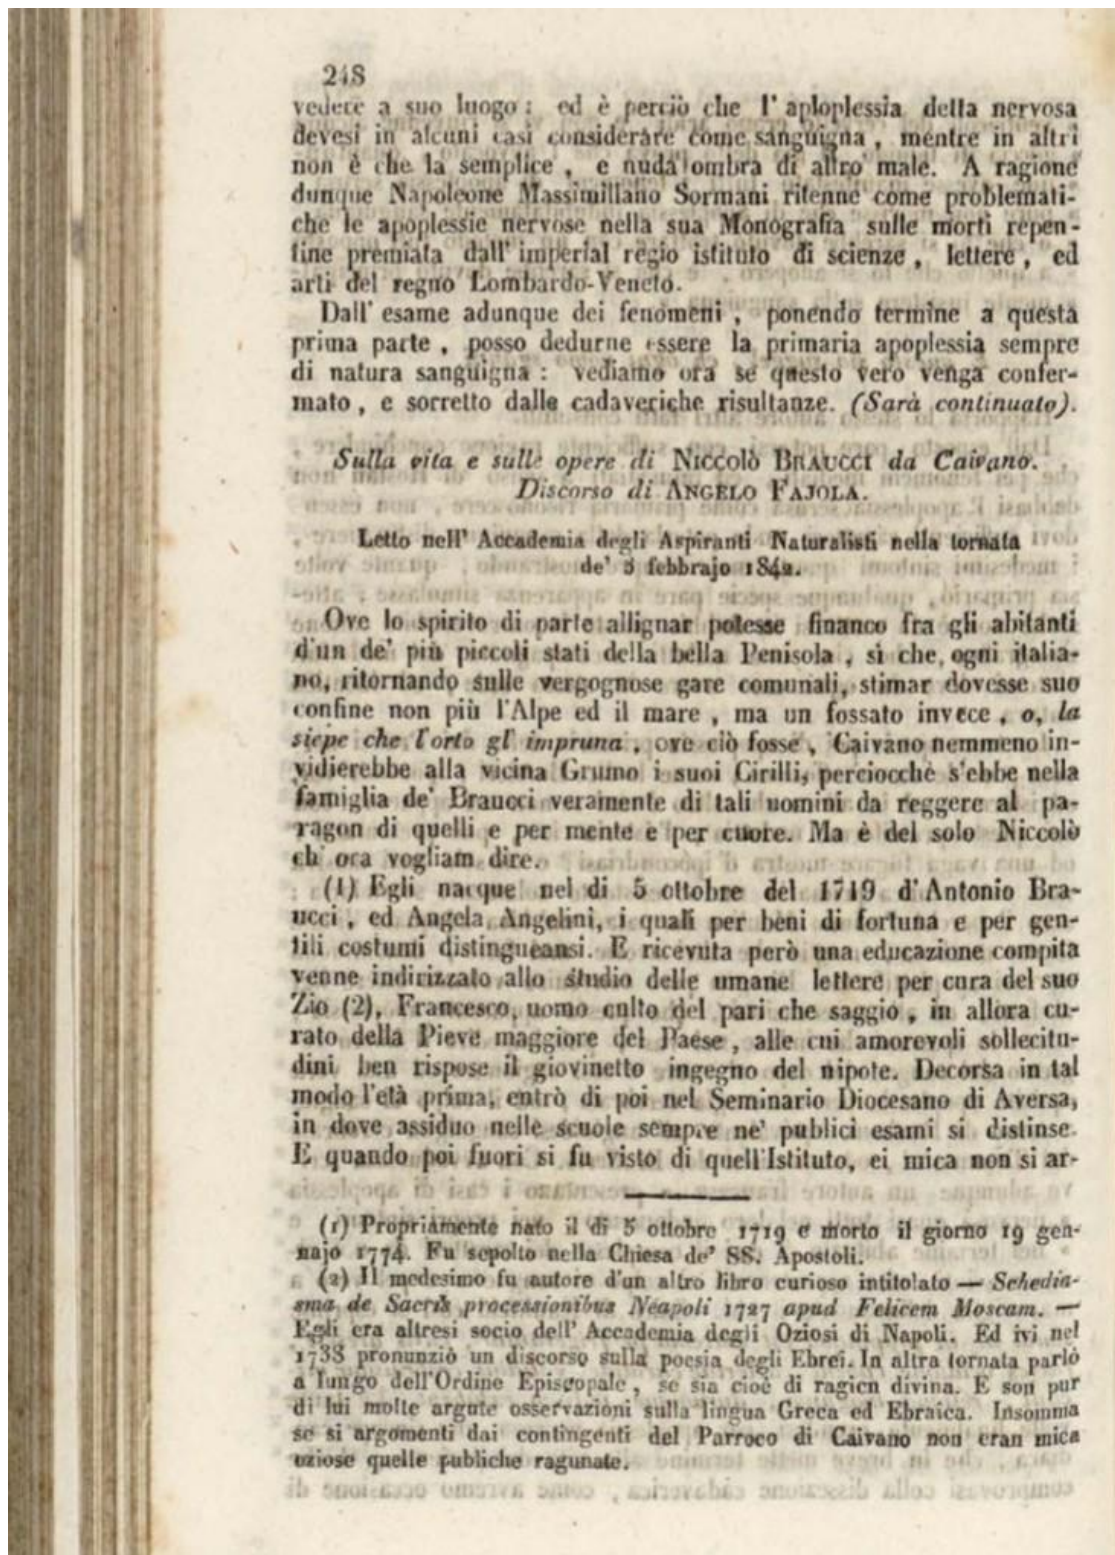 248
vedere a suo luogo : ed è perciò che l' aploplessia detta nervosa
devesi in alcuni casi considerare come sanguigna , mentre in altri
non è che la semplice , e nuda ombra di altro male. A ragione
dunque Napoleone Massimiliano Sormani ritenne come problemati-
che le apoplessie nervose nella sua Monografia sulle morti repen-
tine premiata dall' imperial regio istituto di scienze , lettere , ed
arti del regno Lombardo-Veneto.
Dall' esame adunque dei fenomeni , ponendo termine a questa
prima parte , posso dedurne essere la primaria apoplessia sempre
di natura sanguigna : vediamo ora se questo vero venga confer-
mato , e sorretto dalle cadaveriche risultanze. (Sarà continuato).
Sulla vita e sulle opere di NICCOLÒ BRAUCCI da Caivano.
Discorso di ANGELO FAJOLA.
Letto nell' Accademia degli Aspiranti Naturalisti nella tornata
de' 3 febbrajo 1842.
Ove lo spirito di parte allignar potesse financo fra gli abitanti
d'un de' più piccoli stati della bella Penisola , sì che ogni italia-
no, ritornando sulle vergognose gare comunali, stimar dovesse suo
confine non più l'Alpe ed il mare , ma un fossato invece , o, la
siepe che l'orto gl' impruna , ove ciò fosse , Caivano nemmeno in-
vidierebbe alla vicina Grumo i suoi Cirilli, perciocchè s'ebbe nella
famiglia de' Braucci veramente di tali uomini da reggere al pa-
ragon di quelli e per mente e per cuore. Ma è del solo Niccolò
ch' ora vogliam dire.
(1) Egli nacque nel di 5 ottobre del 1719 d' Antonio Bra-
ucci , ed Angela Angelini, i quali per beni di fortuna e per gen-
tili costumi distingueansi. E ricevuta però una educazione compita
venne indirizzato allo studio delle umane lettere per cura del suo
Zio (2), Francesco, uomo culto del pari che saggio , in allora cu-
rato della Pieve maggiore del Paese , alle cui amorevoli sollecitu-
dini ben rispose il giovinetto ingegno del nipote. Decorsa in tal
modo l'età prima, entrò di poi nel Seminario Diocesano di Aversa,
in dove assiduo nelle scuole sempre ne' publici esami si distinse.
E quando poi fuori si fu visto di quell'Istituto, ei mica non si ar-
(1) Propriamente nato il di 5 ottobre 1719 e morto il giorno 19 gen-
najo 1774. Fu sepolto nella Chiesa de' SS. Apostoli.
(2) Il medesimo fu autore d'un altro libro curioso intitolato — Schedia-
sma de Sacris processionibus Neapoli 1727 apud Felicem Moscam. —
Egli era altresi socio dell' Accademia degli Oziosi di Napoli. Ed ivi nel
1738 pronunziò un discorso sulla poesia degli Ebrei. In altra tornata parlò
a lungo dell'Ordine Episcopale , se sia cioè di ragion divina. E son pur
di lui molte argute osservazioni sulla lingua Greca ed Ebraica. Insomma
se si argomenti dai contingenti del Parroco di Caivano non eran mica
oziose quelle publiche ragunate.